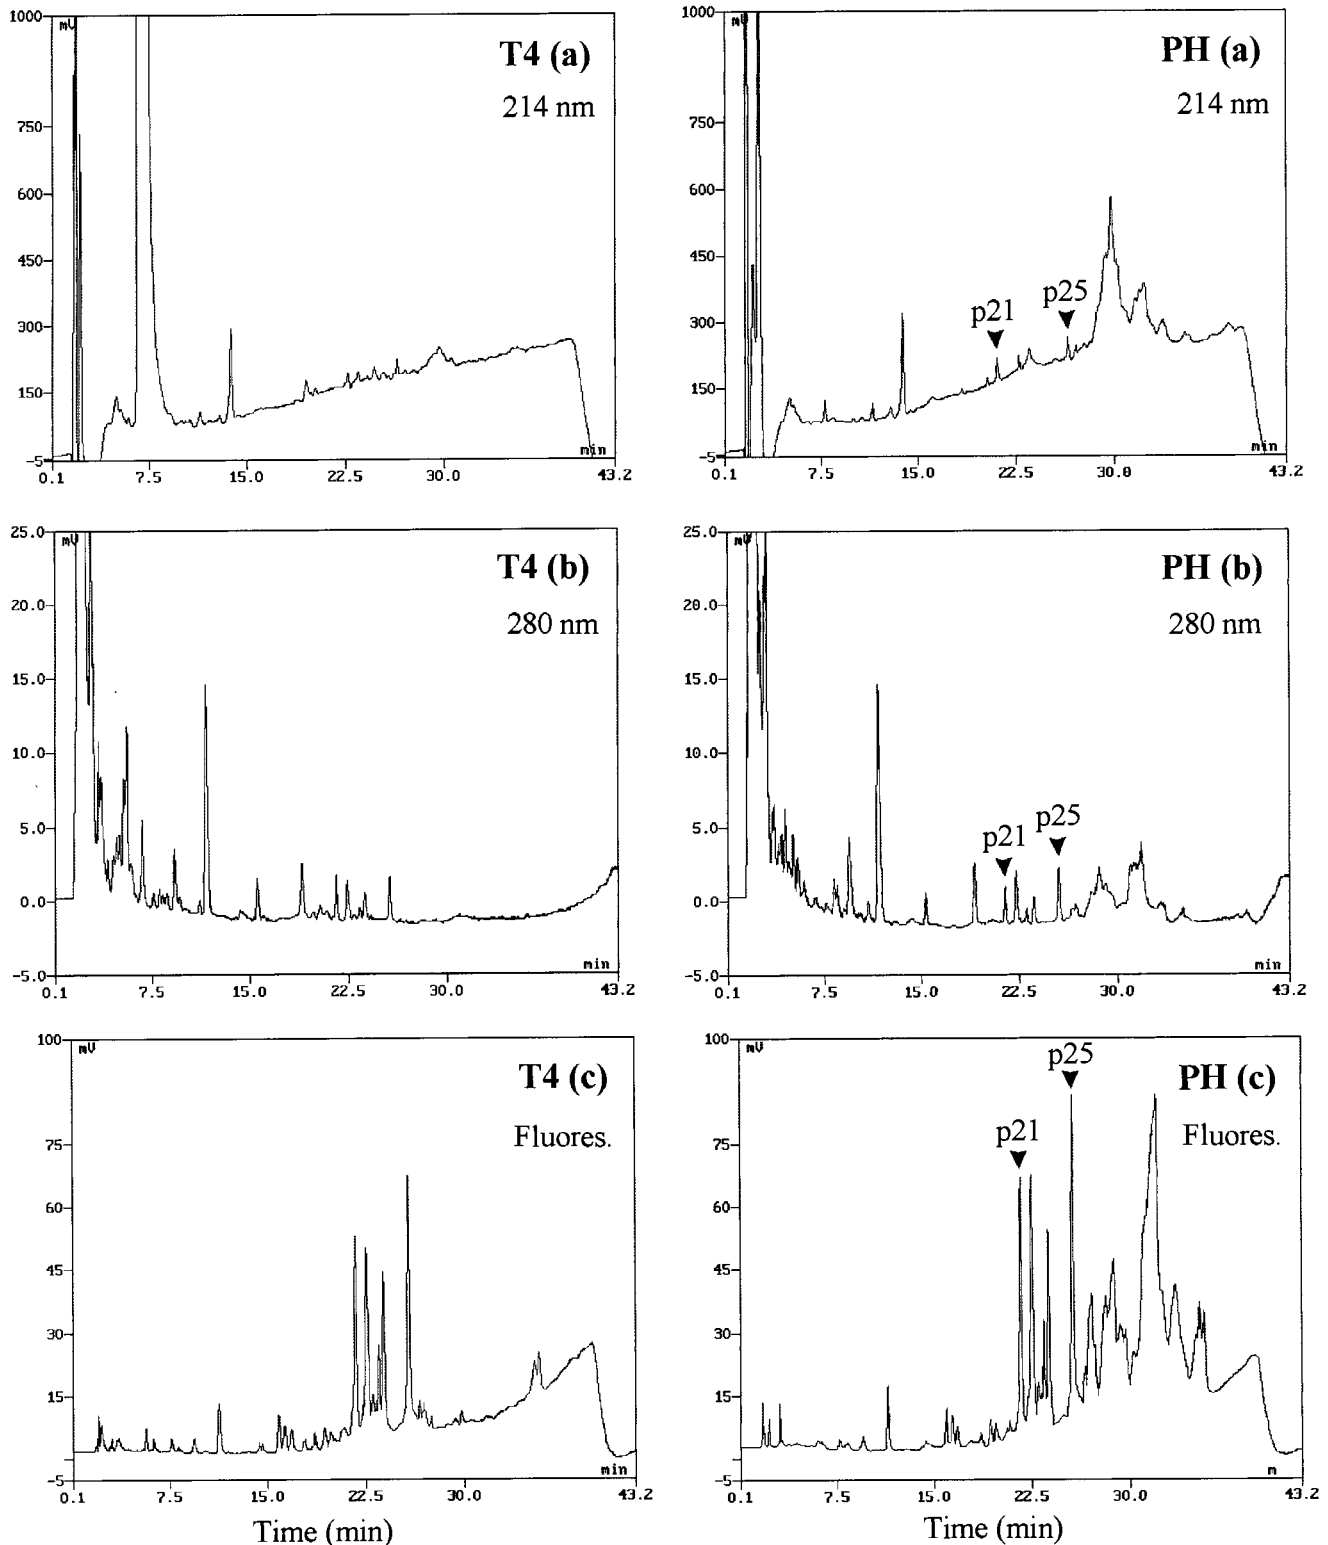 1000
mV
T4 (a)
214 nm
750
600
450
300
150
-5
min
0.1
7.5
15.0
22.5
30.0
43.2
1000
mV
PH (a)
214 nm
750
600
450
p21
p25
300
150
-5
min
0.1
7.5
15.0
22.5
30.0
43.2
25.0
mV
T4 (b)
280 nm
20.0
15.0
10.0
5.0
0.0
-5.0
min
0.1
7.5
15.0
22.5
30.0
43.2
25.0
mV
PH (b)
280 nm
20.0
15.0
10.0
p21
p25
5.0
0.0
-5.0
min
0.1
7.5
15.0
22.5
30.0
43.2
100
mV
T4 (c)
Fluores.
75
60
45
30
15
-5
min
0.1
7.5
15.0
22.5
30.0
43.2
Time (min)
100
mV
p25
PH (c)
p21
Fluores.
75
60
45
30
15
-5
m
0.1
7.5
15.0
22.5
30.0
43.2
Time (min)